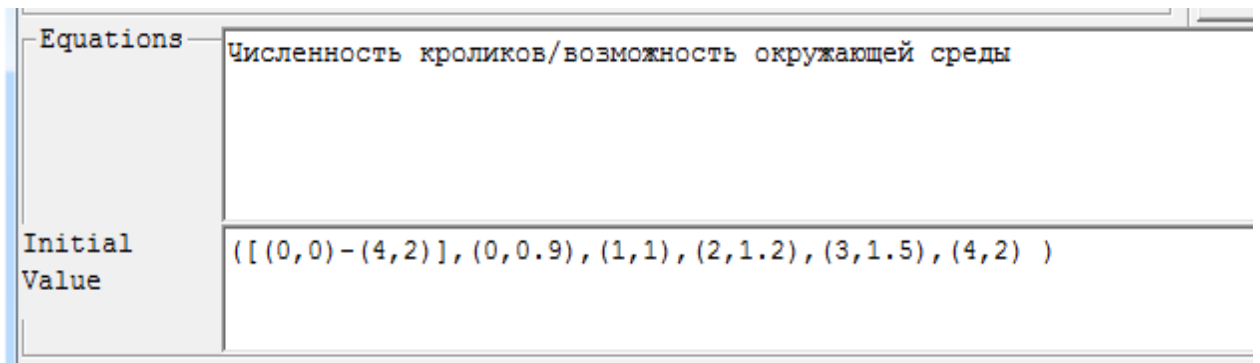 Equations
Численность кроликов/возможность окружающей среды
Initial
Value
([(0,0)-(4,2)],(0,0.9),(1,1),(2,1.2),(3,1.5),(4,2) )